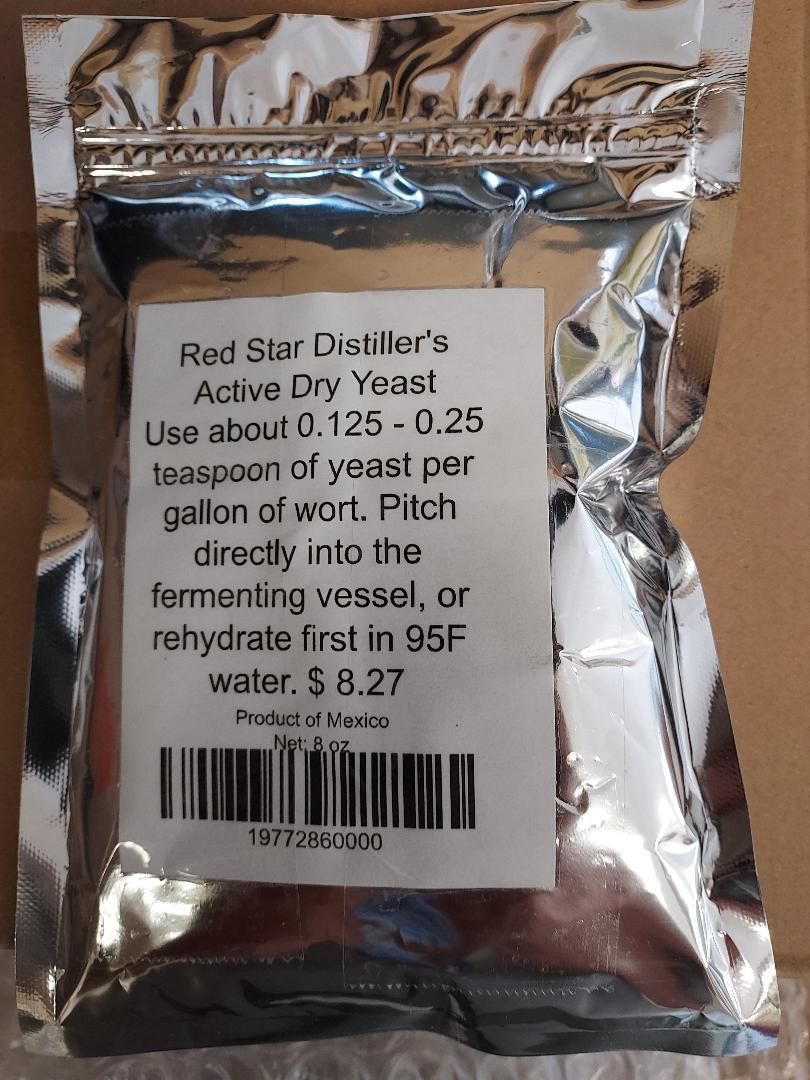 Red Star Distiller's
Active Dry Yeast
Use about 0.125 - 0.25
teaspoon of yeast per
gallon of wort. Pitch
directly into the
fermenting vessel, or
rehydrate first in 95F
water. $ 8.27
Product of Mexico
Net: 8 oz
19772860000